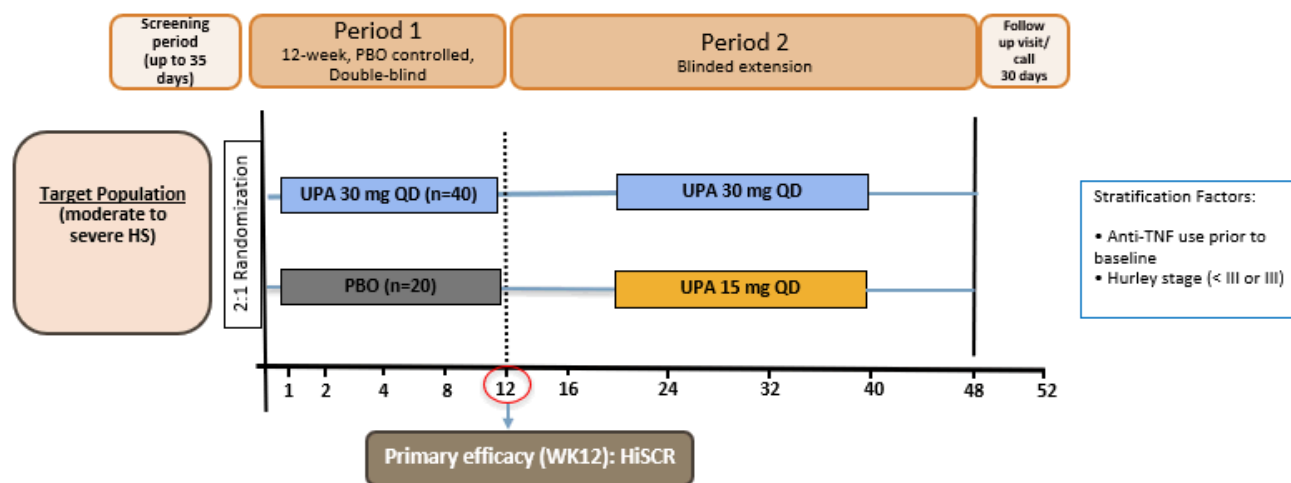 Screening
period
(up to 35
days)
Period 1
12-week, PBO controlled,
Double-blind
Period 2
Blinded extension
Follow
up visit/
call
30 days
Target Population
(moderate to
severe HS)
2:1 Randomization
UPA 30 mg QD (n=40)
UPA 30 mg QD
PBO (n=20)
UPA 15 mg QD
Stratification Factors:
• Anti-TNF use prior to
baseline
• Hurley stage (< III or III)
1 2 4 8 12 16 24 32 40 48 52
Primary efficacy (WK12): HiSCR